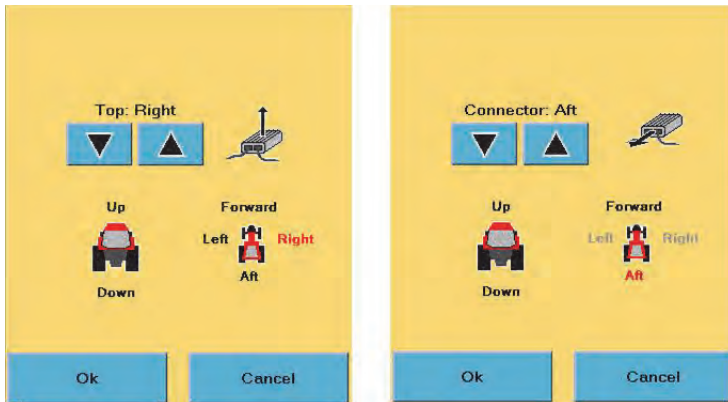 Top: Right
Up
Forward
Left
Right
Aft
Down
Ok
Cancel
Connector: Aft
Up
Forward
Left
Right
Aft
Down
Ok
Cancel